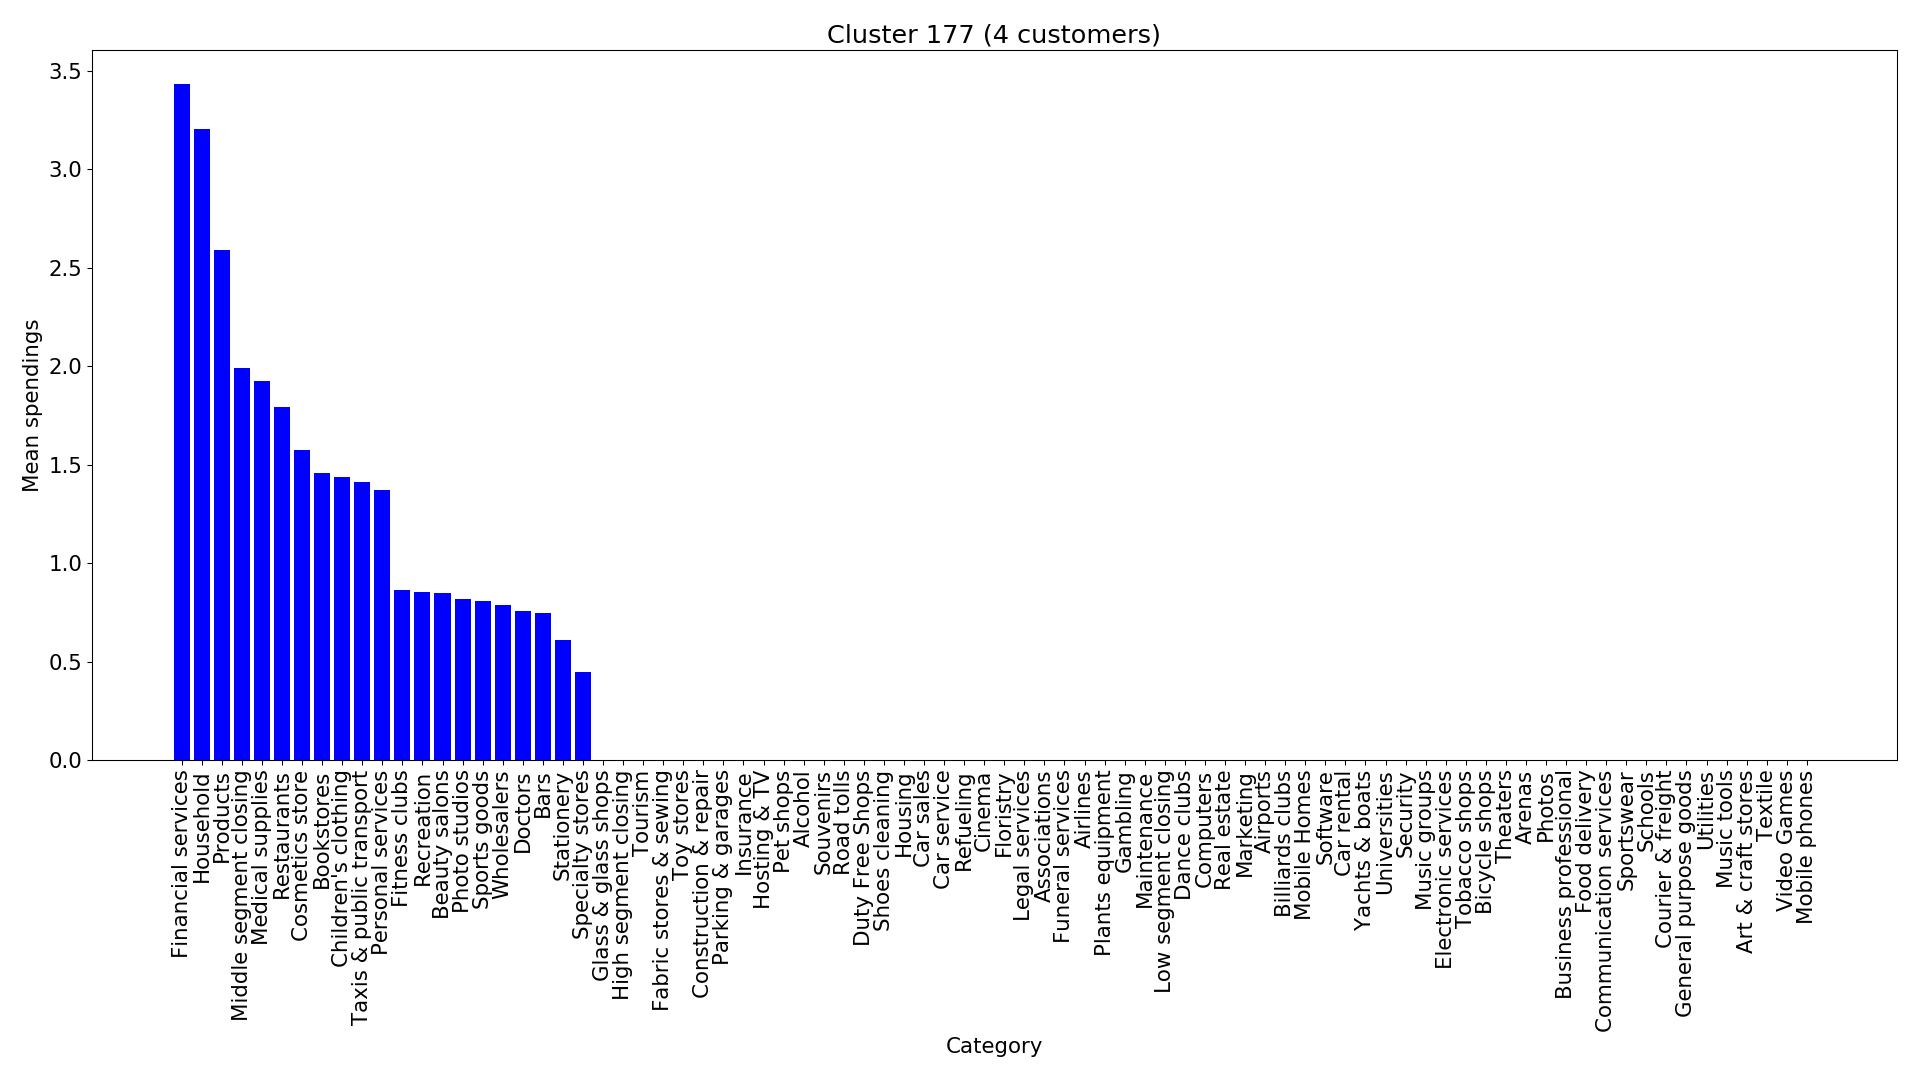 Cluster 177 (4 customers)
3.5
3.0
2.5
2.0
1.5
1.0
0.5
0.0
Mean spendings
Financial services
Household
Products
Middle segment closing
Medical supplies
Restaurants
Cosmetics store
Bookstores
Children's clothing
Taxis & public transport
Personal services
Fitness clubs
Recreation
Beauty salons
Photo studios
Sports goods
Wholesalers
Doctors
Bars
Stationery
Specialty stores
Glass & glass shops
High segment closing
Tourism
Fabric stores & sewing
Toy stores
Construction & repair
Parking & garages
Insurance
Hosting & TV
Pet shops
Alcohol
Souvenirs
Road tolls
Duty Free Shops
Shoes cleaning
Housing
Car sales
Car service
Refueling
Cinema
Floristry
Legal services
Associations
Funeral services
Airlines
Plants equipment
Gambling
Maintenance
Low segment closing
Dance clubs
Computers
Real estate
Marketing
Airports
Billiards clubs
Mobile Homes
Software
Car rental
Yachts & boats
Universities
Security
Music groups
Electronic services
Tobacco shops
Bicycle shops
Theaters
Arenas
Photos
Business professional
Food delivery
Communication services
Sportswear
Schools
Courier & freight
General purpose goods
Utilities
Music tools
Art & craft stores
Textile
Video Games
Mobile phones
Category